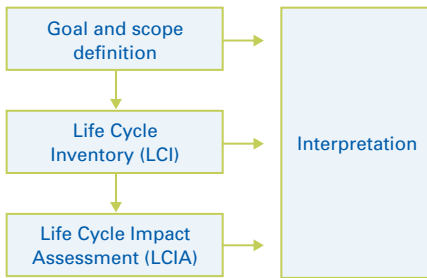 Goal and scope
definition
Life Cycle
Inventory (LCI)
Interpretation
Life Cycle Impact
Assessment (LCIA)